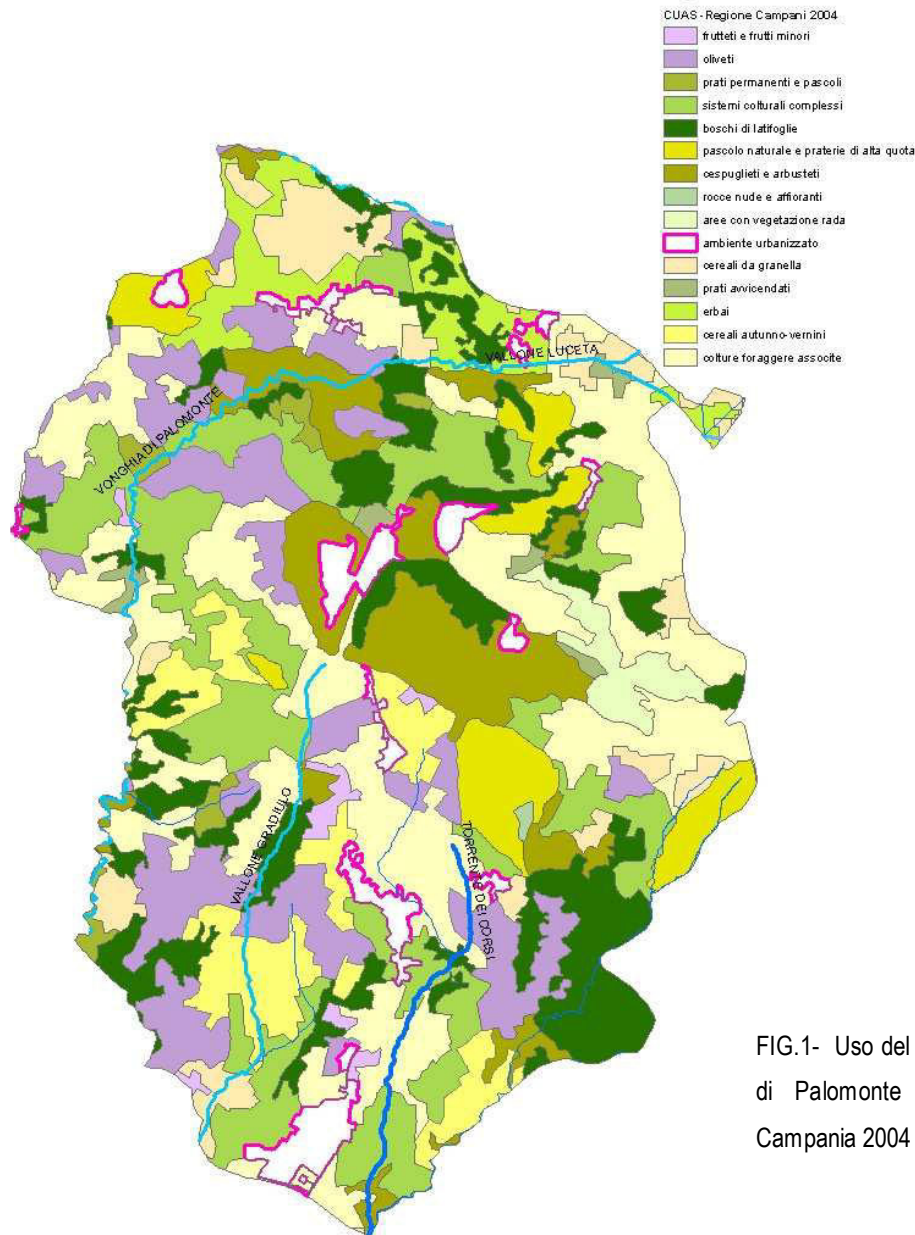 CUAS - Regione Campani 2004
frutteti e frutti minori
oliveti
prati permanenti e pascoli
sistemi colturali complessi
boschi di latifoglie
pascolo naturale e praterie di alta quota
cespuglieti e arbusteti
rocce nude e affioranti
aree con vegetazione rada
ambiente urbanizzato
cereali da granella
prati avvicendati
erbai
cereali autunno-vernini
colture foraggere associte
VALLONE LUCETA
VONGHIA DI PALOMONTE
VALLONE GRADIULO
TORRENTE DEI CORSI
FIG.1- Uso del
di Palomonte
Campania 2004